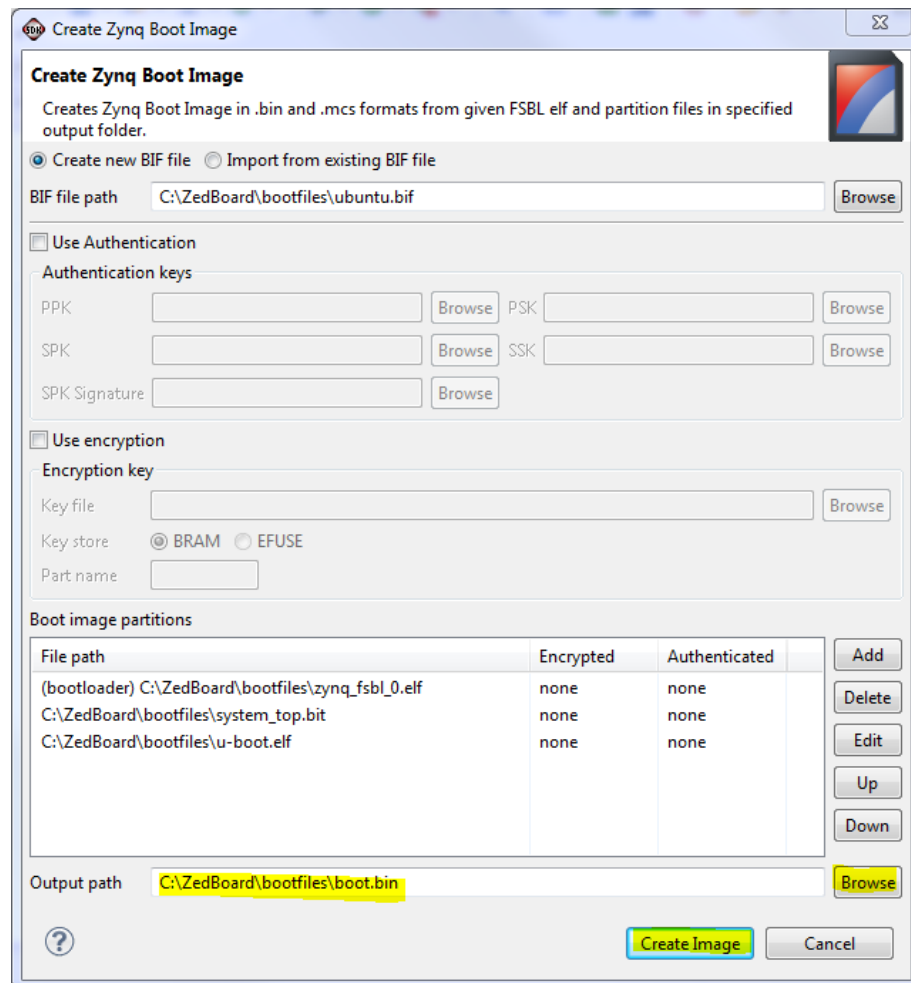 SDK Create Zynq Boot Image
Create Zynq Boot Image
Creates Zynq Boot Image in .bin and .mcs formats from given FSBL elf and partition files in specified
output folder.
Create new BIF file Import from existing BIF file
BIF file path C:\ZedBoard\bootfiles\ubuntu.bif Browse
Use Authentication
Authentication keys
PPK Browse PSK Browse
SPK Browse SSK Browse
SPK Signature Browse
Use encryption
Encryption key
Key file Browse
Key store BRAM EFUSE
Part name
Boot image partitions
File path Encrypted Authenticated Add
(bootloader) C:\ZedBoard\bootfiles\zynq_fsbl_0.elf none none
Delete
C:\ZedBoard\bootfiles\system_top.bit none none
C:\ZedBoard\bootfiles\u-boot.elf none none Edit
Up
Down
Output path C:\ZedBoard\bootfiles\boot.bin Browse
? Create Image Cancel